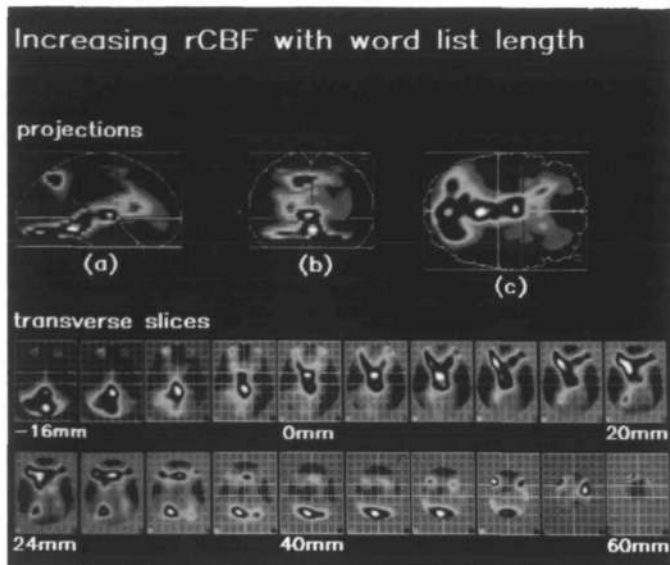 Increasing rCBF with word list length
projections
(a) (b) (c)
transverse slices
−16mm 0mm 20mm
24mm 40mm 60mm